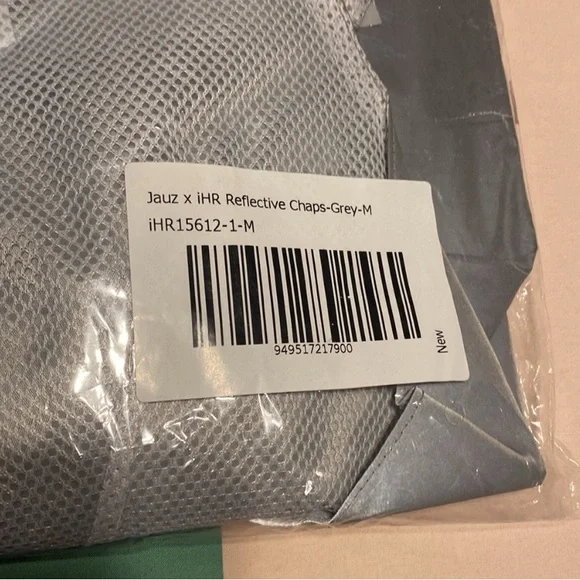 Jauz x iHR Reflective Chaps-Grey-M
iHR15612-1-M
949517217900
New